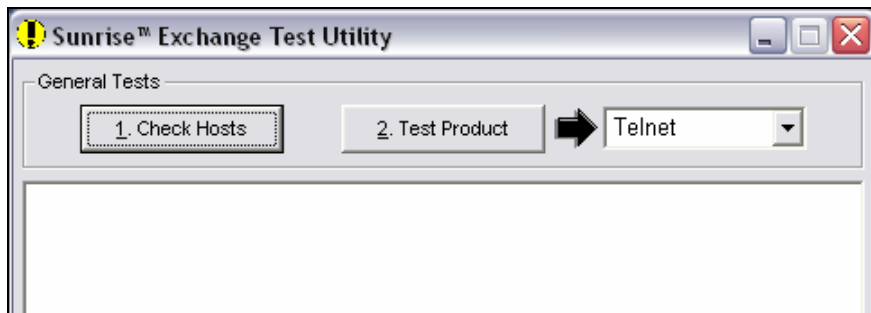 Sunrise™ Exchange Test Utility
General Tests
1. Check Hosts
2. Test Product
Telnet